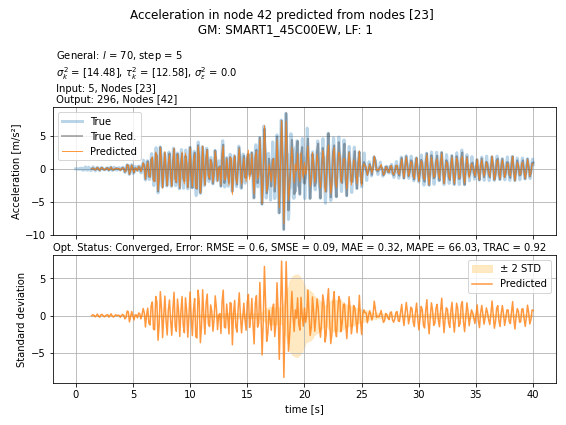 Acceleration in node 42 predicted from nodes [23]
GM: SMART1_45C00EW, LF: 1
General: l = 70, step = 5
σ²ₖ = [14.48], τ²ₖ = [12.58], σ²ε = 0.0
Input: 5, Nodes [23]
Output: 296, Nodes [42]
Acceleration [m/s²]
5
0
−5
−10
True
True Red.
Predicted
Opt. Status: Converged, Error: RMSE = 0.6, SMSE = 0.09, MAE = 0.32, MAPE = 66.03, TRAC = 0.92
Standard deviation
5
0
−5
± 2 STD
Predicted
0 5 10 15 20 25 30 35 40
time [s]